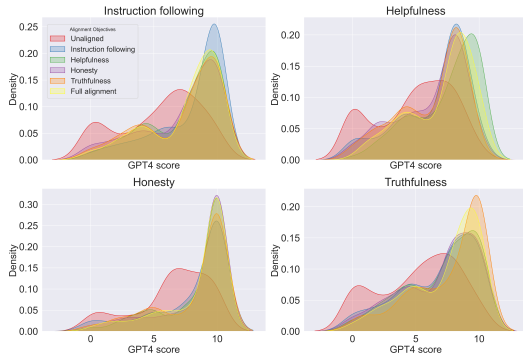 Instruction following
Density
0.25
0.20
0.15
0.10
0.05
0.00
Alignment Objectives
Unaligned
Instruction following
Helpfulness
Honesty
Truthfulness
Full alignment
GPT4 score
Helpfulness
Density
0.20
0.15
0.10
0.05
0.00
GPT4 score
Honesty
Density
0.30
0.25
0.20
0.15
0.10
0.05
0.00
0 5 10
GPT4 score
Truthfulness
Density
0.20
0.15
0.10
0.05
0.00
0 5 10
GPT4 score